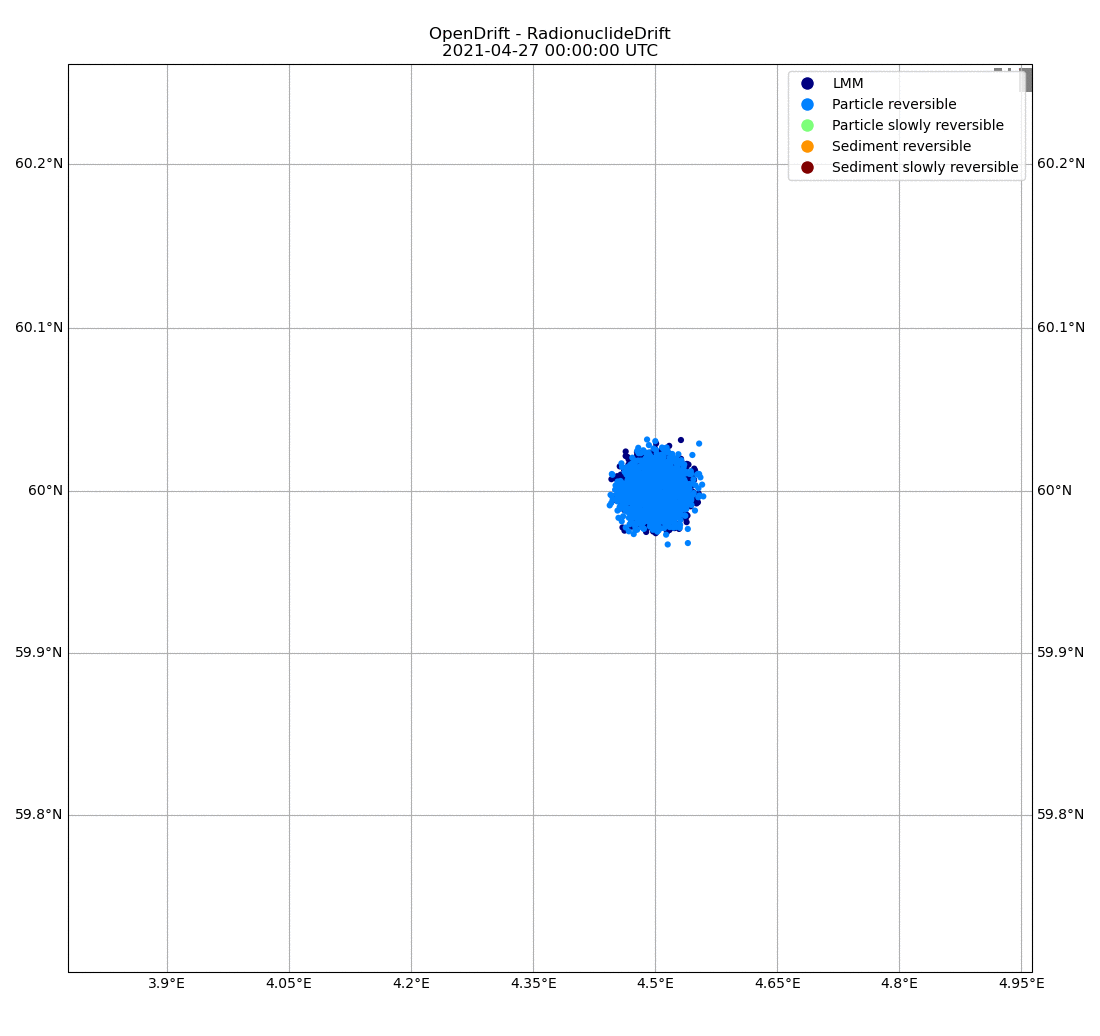 OpenDrift - RadionuclideDrift
2021-04-27 00:00:00 UTC
LMM
Particle reversible
Particle slowly reversible
Sediment reversible
Sediment slowly reversible
60.2°N 60.2°N
60.1°N 60.1°N
60°N 60°N
59.9°N 59.9°N
59.8°N 59.8°N
3.9°E 4.05°E 4.2°E 4.35°E 4.5°E 4.65°E 4.8°E 4.95°E